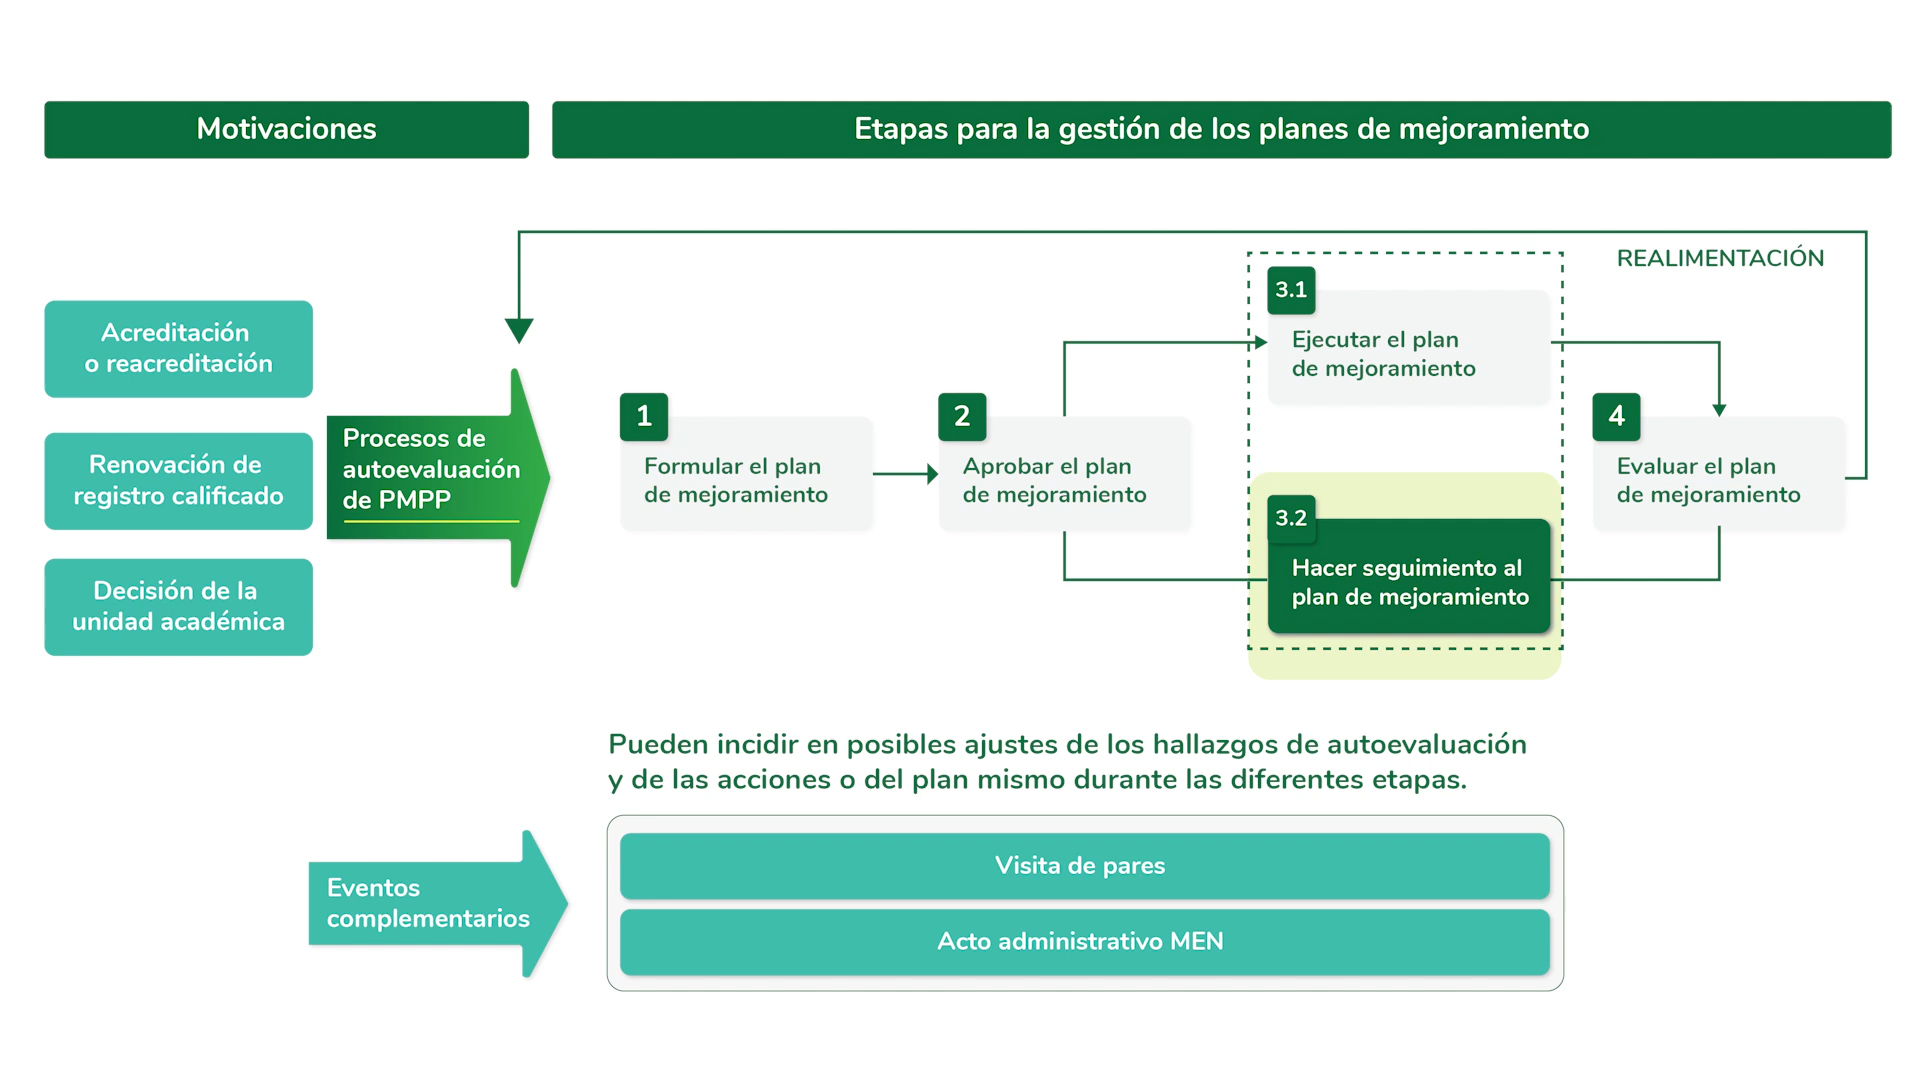 Motivaciones
Etapas para la gestión de los planes de mejoramiento
REALIMENTACIÓN
Acreditación
o reacreditación
Renovación de
registro calificado
Decisión de la
unidad académica
Procesos de
autoevaluación
de PMPP
1
Formular el plan
de mejoramiento
2
Aprobar el plan
de mejoramiento
3.1
Ejecutar el plan
de mejoramiento
3.2
Hacer seguimiento al
plan de mejoramiento
4
Evaluar el plan
de mejoramiento
Pueden incidir en posibles ajustes de los hallazgos de autoevaluación
y de las acciones o del plan mismo durante las diferentes etapas.
Eventos
complementarios
Visita de pares
Acto administrativo MEN